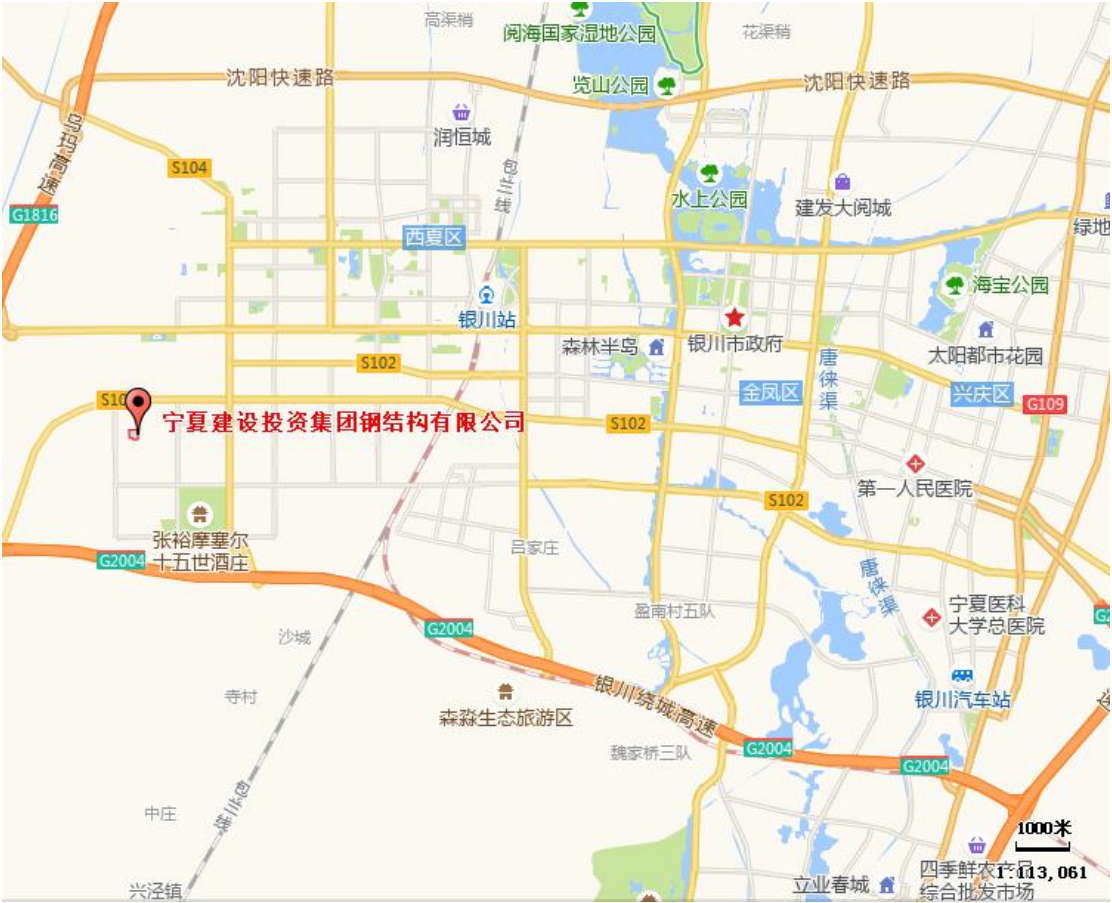 高渠梢
阅海国家湿地公园
花渠稍
沈阳快速路
览山公园
沈阳快速路
乌玛高速
润恒城
S104
包兰线
水上公园
建发大阅城
G1816
绿地
西夏区
海宝公园
银川站
森林半岛
银川市政府
太阳都市花园
唐徕渠
S102
金凤区
兴庆区
G109
S10
宁夏建设投资集团钢结构有限公司
S102
第一人民医院
S102
张裕摩塞尔
十五世酒庄
G2004
吕家庄
唐徕渠
宁夏医科
大学总医院
盈南村五队
G2004
沙城
寺村
银川绕城高速
银川汽车站
森淼生态旅游区
魏家桥三队
G2004
G2004
包兰线
中庄
1000米
四季鲜农产品
1:113,061
综合批发市场
立业春城
兴泾镇